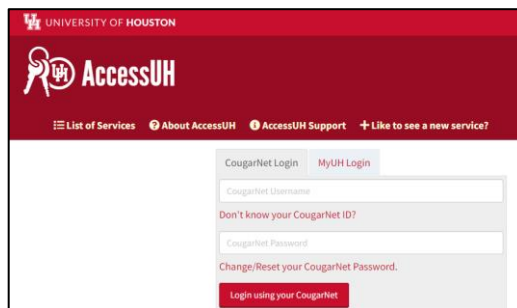 UH UNIVERSITY OF HOUSTON
UH AccessUH
List of Services About AccessUH AccessUH Support Like to see a new service?
CougarNet Login MyUH Login
CougarNet Username
Don't know your CougarNet ID?
CougarNet Password
Change/Reset your CougarNet Password.
Login using your CougarNet